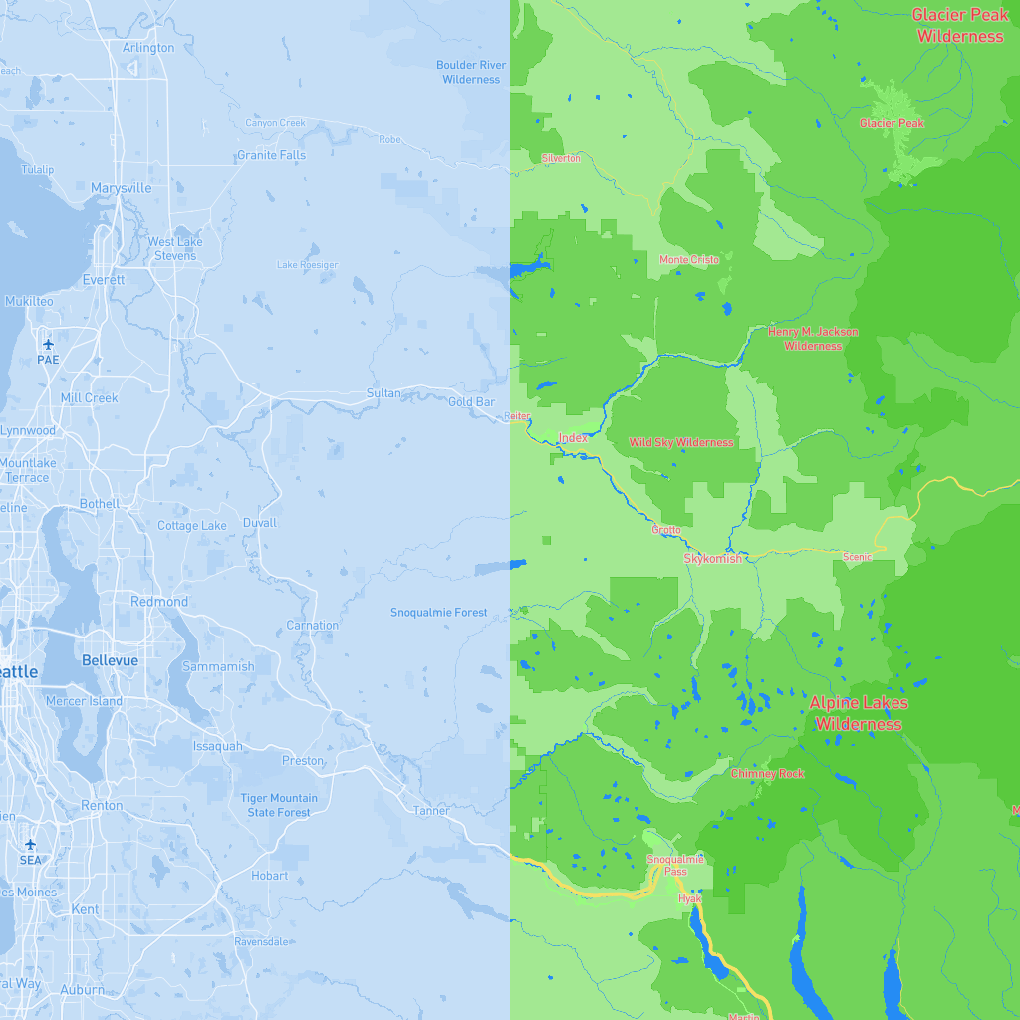 Glacier Peak
Wilderness
Arlington
Boulder River
Wilderness
Canyon Creek
Glacier Peak
Robe
Granite Falls
Silverton
Tulalip
Marysville
West Lake
Stevens
Monte Cristo
Lake Roesiger
Everett
Mukilteo
Henry M. Jackson
Wilderness
PAE
Sultan
Mill Creek
Gold Bar
Reiter
Lynnwood
Index
Wild Sky Wilderness
Mountlake
Terrace
Bothell
Cottage Lake
Duvall
Grotto
Skykomish
Scenic
Redmond
Snoqualmie Forest
Carnation
Bellevue
Sammamish
Mercer Island
Alpine Lakes
Wilderness
Issaquah
Preston
Chimney Rock
Tiger Mountain
State Forest
Renton
Tanner
SEA
Snoqualmie
Pass
Hobart
Hyak
Kent
Ravensdale
Auburn
Martin